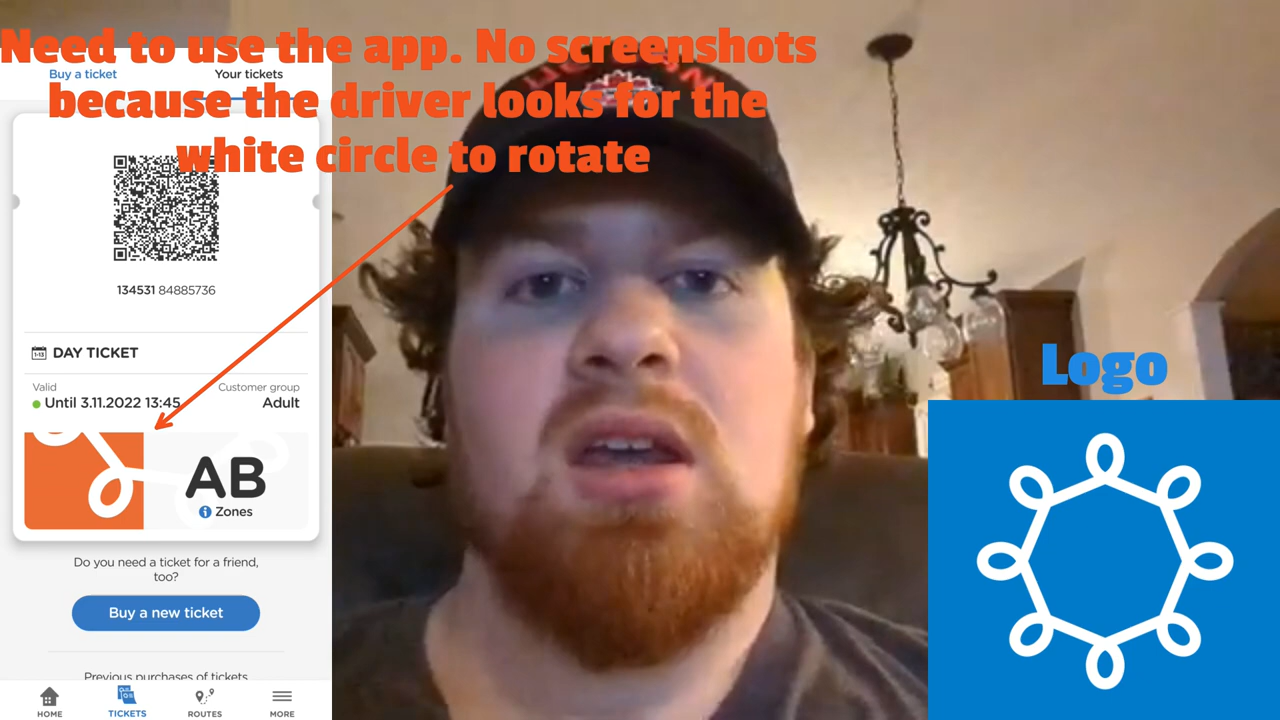 Need to use the app. No screenshots
because the driver looks for the
white circle to rotate
Buy a ticket
Your tickets
134531 84885736
DAY TICKET
Valid
Customer group
Until 3.11.2022 13:45
Adult
AB
Zones
Do you need a ticket for a friend,
too?
Buy a new ticket
Previous purchases of tickets
HOME
TICKETS
ROUTES
MORE
Logo